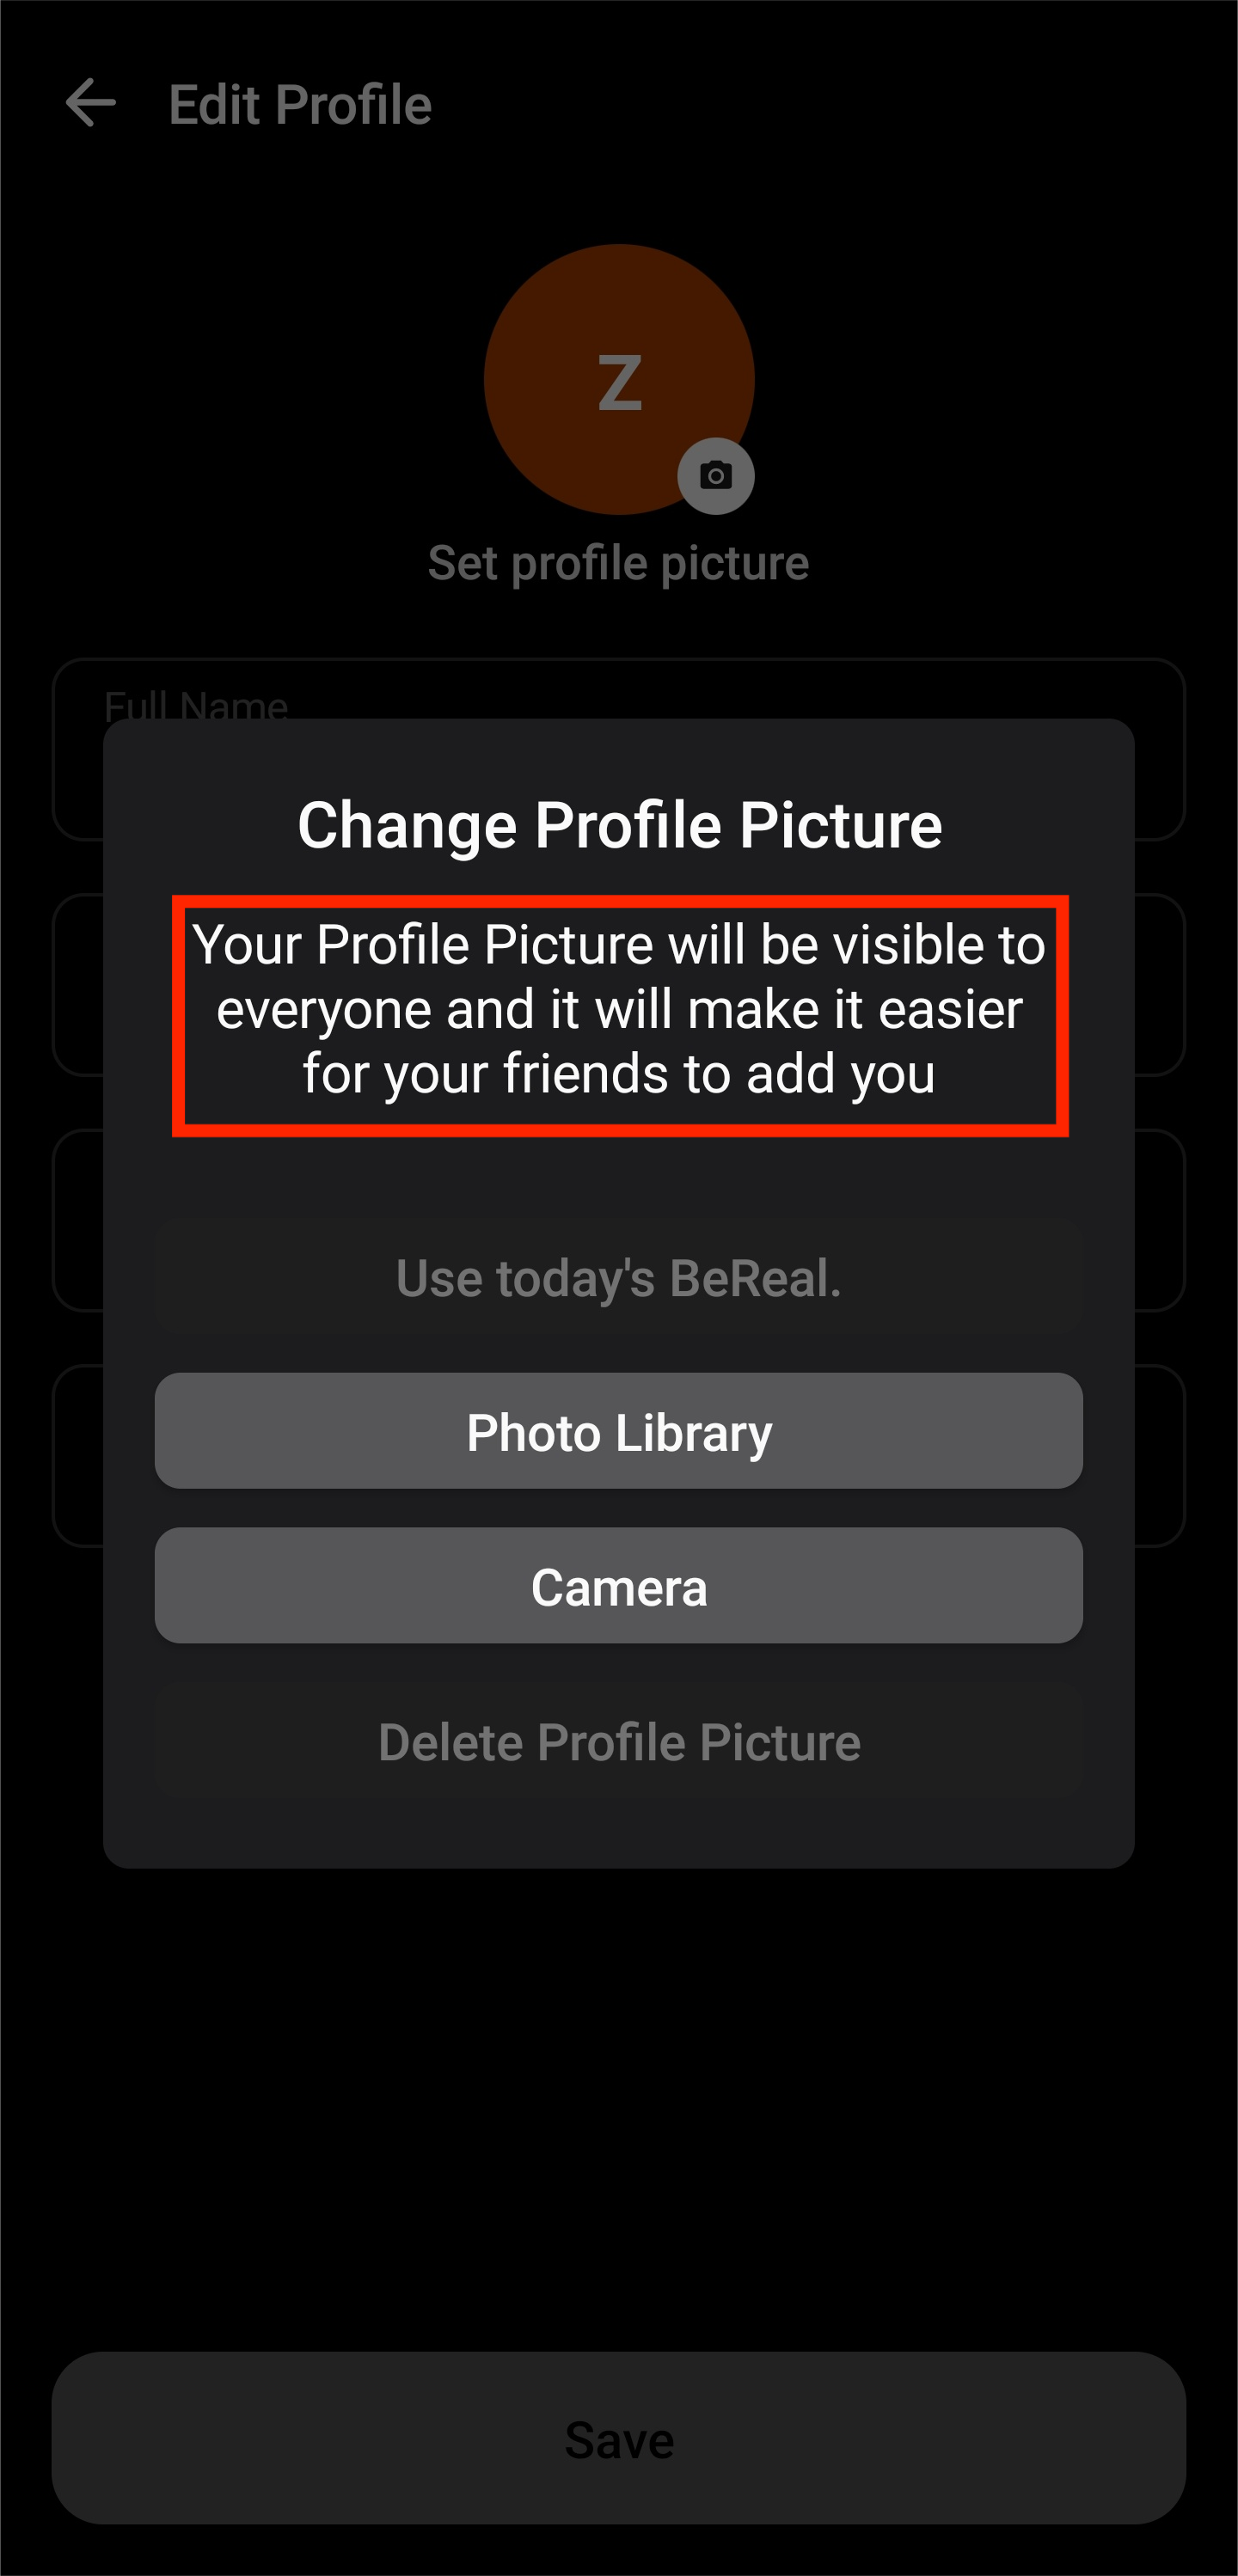 Edit Profile
Z
Set profile picture
Full Name
Change Profile Picture
Your Profile Picture will be visible to
everyone and it will make it easier
for your friends to add you
Use today's BeReal.
Photo Library
Camera
Delete Profile Picture
Save